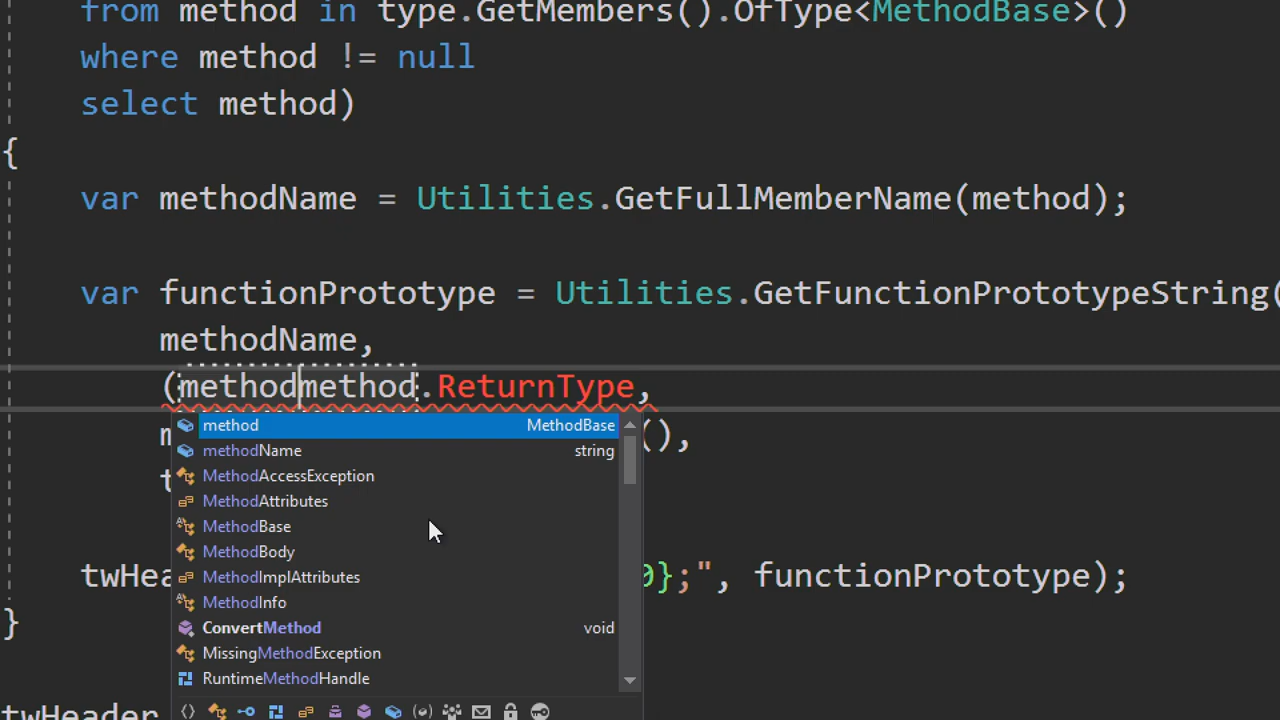 from method in type.GetMembers().OfType<MethodBase>()
where method != null
select method)
{
var methodName = Utilities.GetFullMemberName(method);
var functionPrototype = Utilities.GetFunctionPrototypeString(
methodName,
(methodmethod.ReturnType,
method MethodBase
m (),
methodName string
MethodAccessException
t
MethodAttributes
MethodBase
MethodBody
twHea 0};", functionPrototype);
MethodImplAttributes
MethodInfo
}
ConvertMethod void
MissingMethodException
RuntimeMethodHandle
twHeader